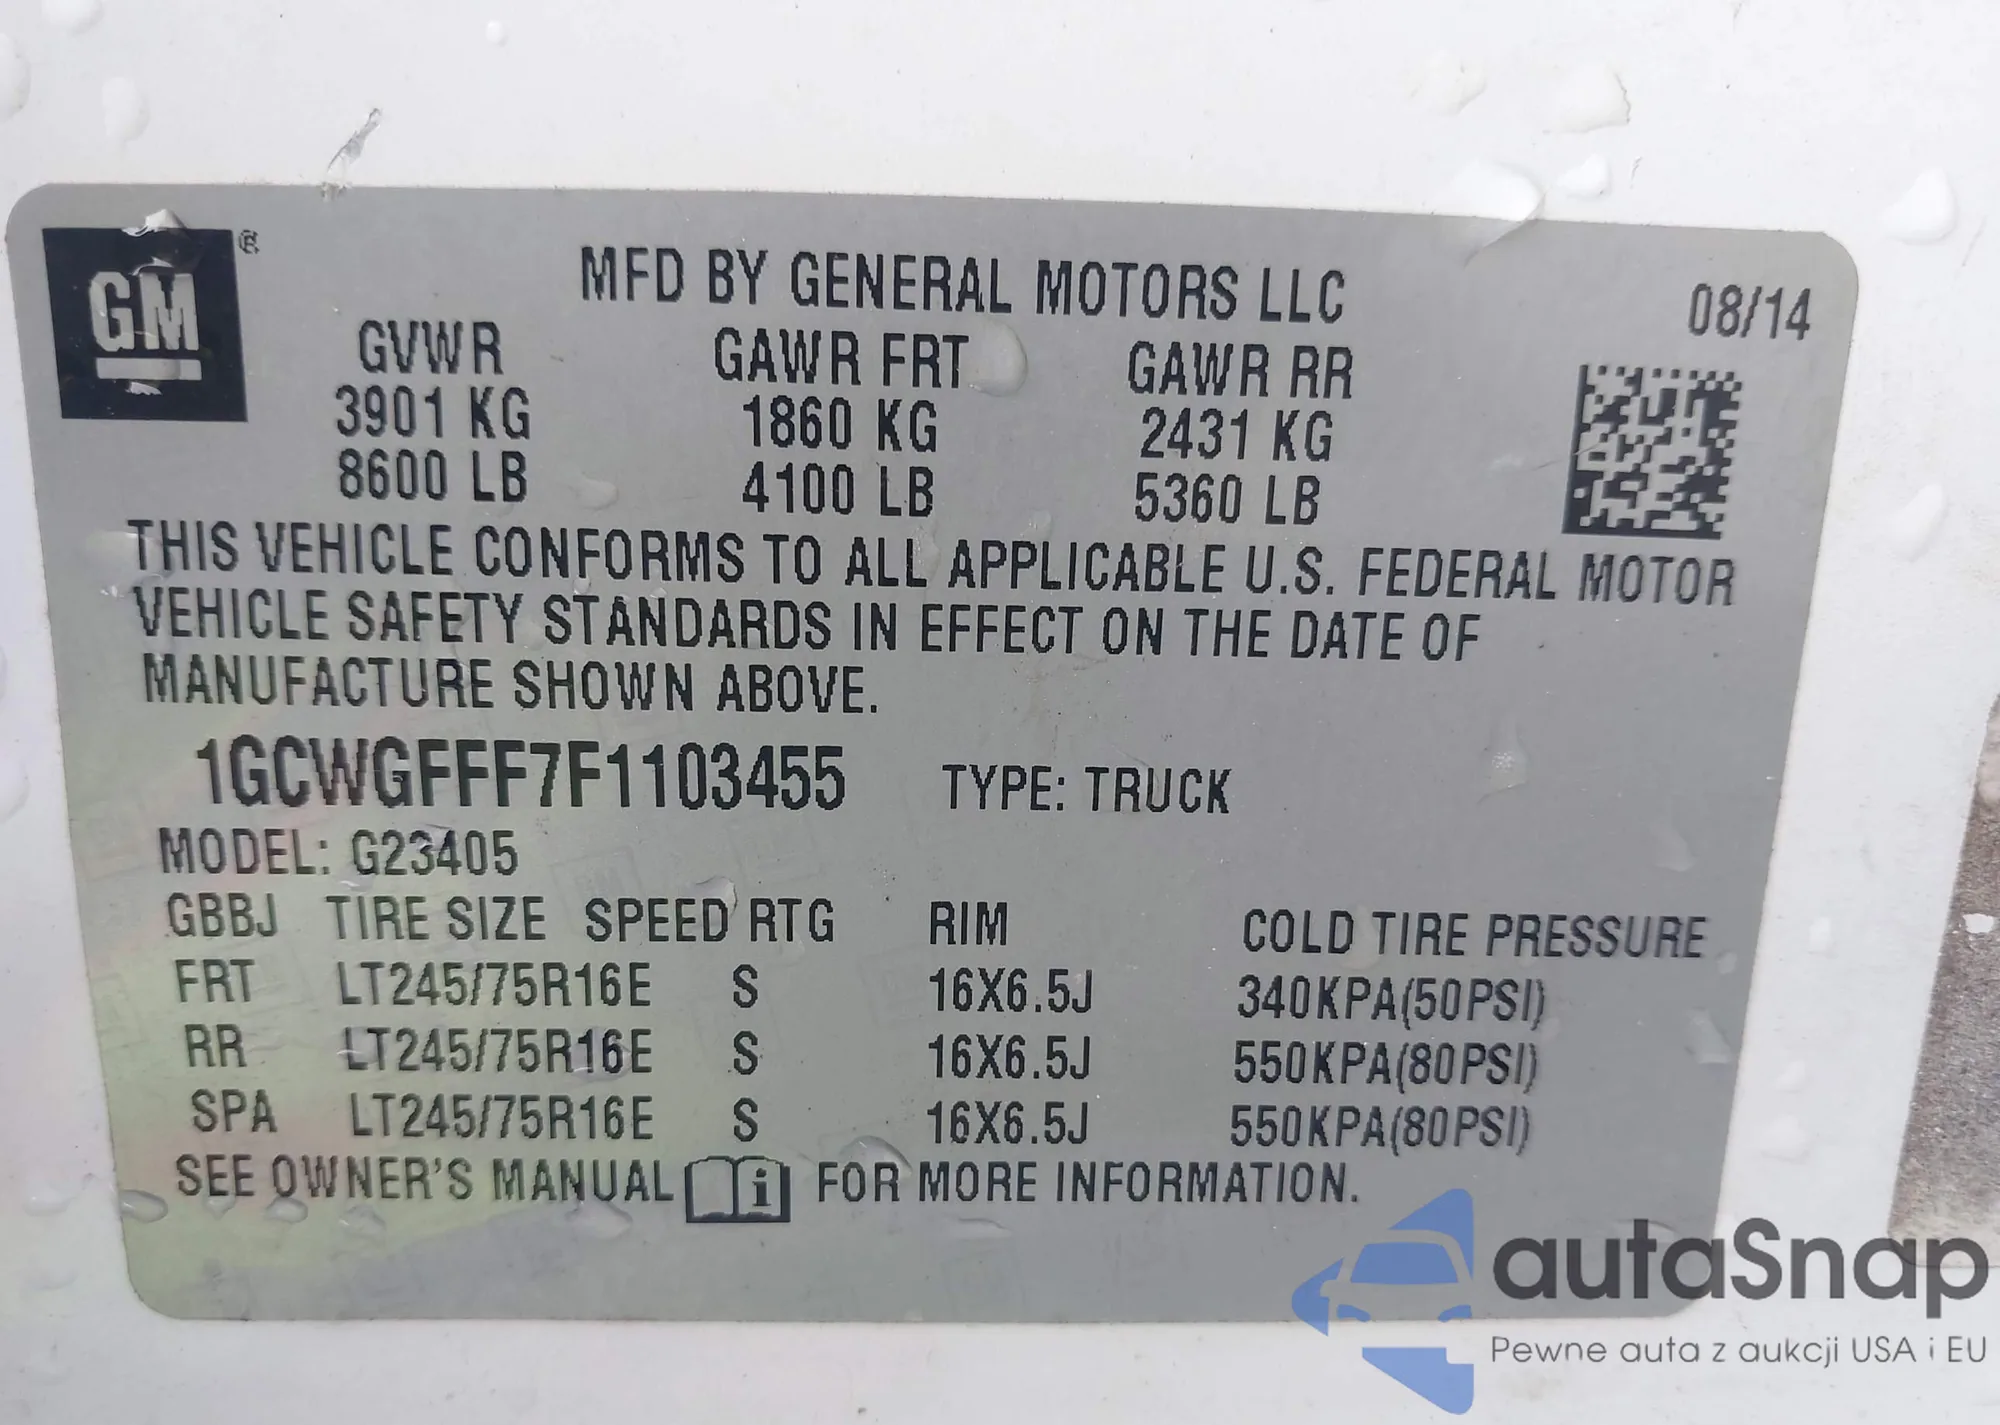 GM ®
MFD BY GENERAL MOTORS LLC 08/14
GVWR GAWR FRT GAWR RR
3901 KG 1860 KG 2431 KG
8600 LB 4100 LB 5360 LB
THIS VEHICLE CONFORMS TO ALL APPLICABLE U.S. FEDERAL MOTOR
VEHICLE SAFETY STANDARDS IN EFFECT ON THE DATE OF
MANUFACTURE SHOWN ABOVE.
1GCWGFFF7F1103455 TYPE: TRUCK
MODEL: G23405
GBBJ TIRE SIZE SPEED RTG RIM COLD TIRE PRESSURE
FRT LT245/75R16E S 16X6.5J 340KPA(50PSI)
RR LT245/75R16E S 16X6.5J 550KPA(80PSI)
SPA LT245/75R16E S 16X6.5J 550KPA(80PSI)
SEE OWNER'S MANUAL i FOR MORE INFORMATION.
autaSnap
Pewne auta z aukcji USA i EU